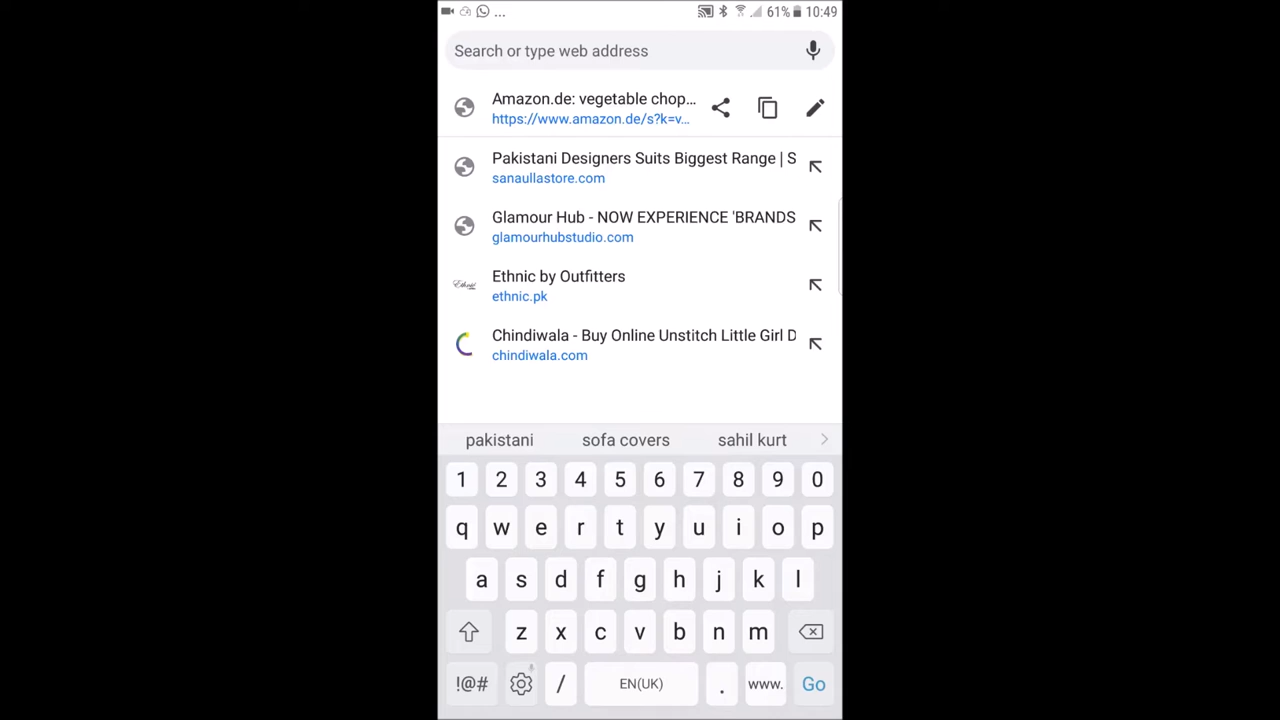 ... 61% 10:49
Search or type web address
Amazon.de: vegetable chop...
https://www.amazon.de/s?k=v...
Pakistani Designers Suits Biggest Range | S
sanaullastore.com
Glamour Hub - NOW EXPERIENCE 'BRANDS
glamourhubstudio.com
Ethnic by Outfitters
ethnic.pk
Chindiwala - Buy Online Unstitch Little Girl D
chindiwala.com
pakistani sofa covers sahil kurt
1 2 3 4 5 6 7 8 9 0
q w e r t y u i o p
a s d f g h j k l
z x c v b n m
!@# / EN(UK) . www. Go